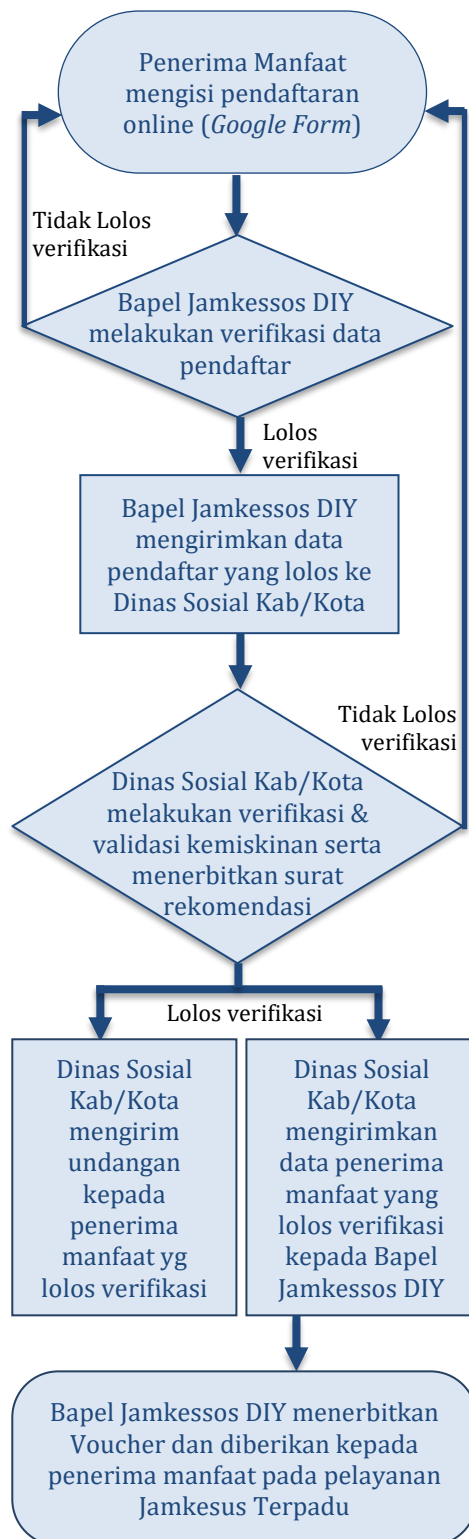 Penerima Manfaat
mengisi pendaftaran
online (Google Form)
Tidak Lolos
verifikasi
Bapel Jamkessos DIY
melakukan verifikasi data
pendaftar
Lolos
verifikasi
Bapel Jamkessos DIY
mengirimkan data
pendaftar yang lolos ke
Dinas Sosial Kab/Kota
Tidak Lolos
verifikasi
Dinas Sosial Kab/Kota
melakukan verifikasi &
validasi kemiskinan serta
menerbitkan surat
rekomendasi
Lolos verifikasi
Dinas Sosial
Kab/Kota
mengirim
undangan
kepada
penerima
manfaat yg
lolos verifikasi
Dinas Sosial
Kab/Kota
mengirimkan
data penerima
manfaat yang
lolos verifikasi
kepada Bapel
Jamkessos DIY
Bapel Jamkessos DIY menerbitkan
Voucher dan diberikan kepada
penerima manfaat pada pelayanan
Jamkesus Terpadu